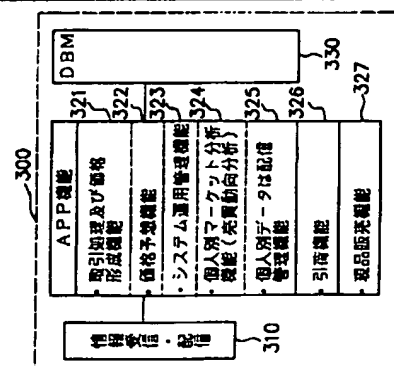 300
DBM
330
APP機能
321
取引処理及び価格
形成機能
322
・価格予想機能
323
・システム運用管理機能
324
・個人別マーケット分析
機能(売買動向分析)
325
個人別データは配信
管理機能
326
・引荷機能
327
・現品販売機能
情報受信・配信
310